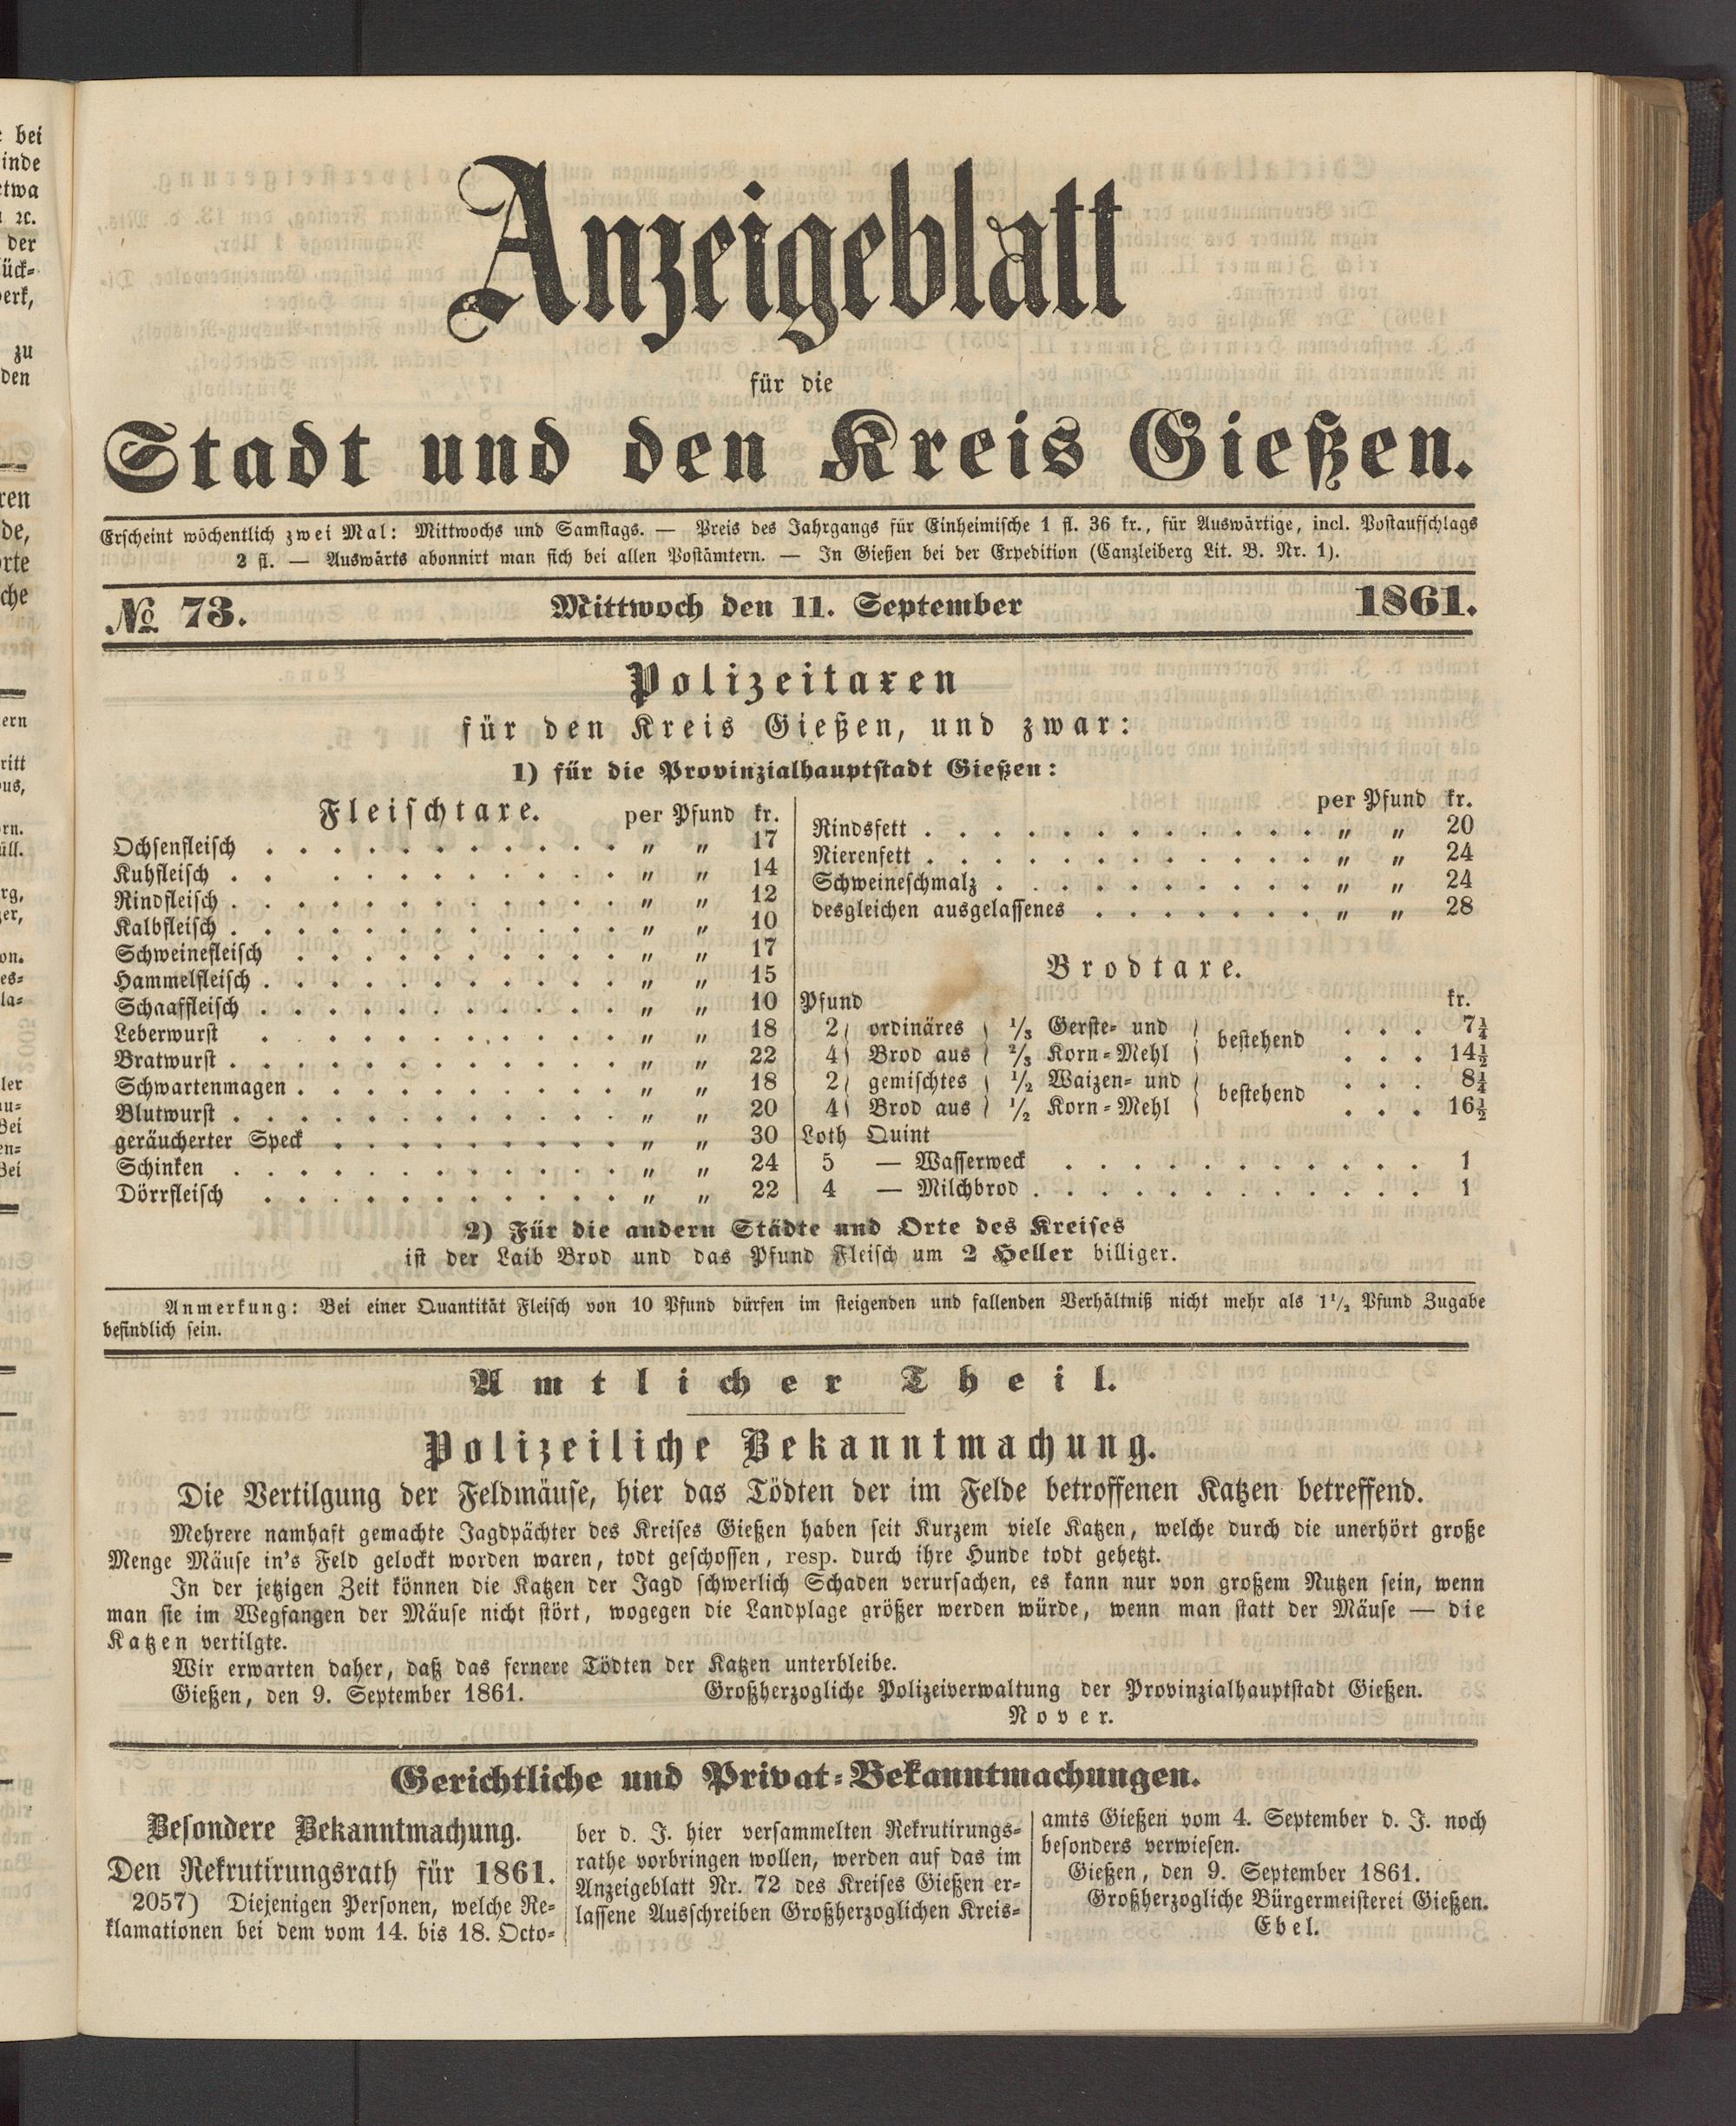 Anzeigeblatt
für die
Stadt und den Kreis Gießen.
Erscheint wöchentlich zwei Mal: Mittwochs und Samstags. — Preis des Jahrgangs für Einheimische 1 fl. 36 kr., für Auswärtige, incl. Postaufschlags
2 fl. — Auswärts abonnirt man sich bei allen Postämtern. — In Gießen bei der Expedition (Canzleiberg Lit. B. Nr. 1).
№ 73. Mittwoch den 11. September 1861.
Polizeitaxen
für den Kreis Gießen, und zwar:
1) für die Provinzialhauptstadt Gießen:
Fleischtaxe. per Pfund kr.
Ochsenfleisch . . . . . . . . . . . „ „ 17
Kuhfleisch . . . . . . . . . . . „ „ 14
Rindfleisch . . . . . . . . . . . . „ „ 12
Kalbfleisch . . . . . . . . . . . . „ „ 10
Schweinefleisch . . . . . . . . . . „ „ 17
Hammelfleisch . . . . . . . . . . . „ „ 15
Schaaffleisch . . . . . . . . . . . „ „ 10
Leberwurst . . . . . . . . . . . „ „ 18
Bratwurst . . . . . . . . . . . . „ „ 22
Schwartenmagen . . . . . . . . . . „ „ 18
Blutwurst . . . . . . . . . . . . „ „ 20
geräucherter Speck . . . . . . . . . „ „ 30
Schinken . . . . . . . . . . . . „ „ 24
Dörrfleisch . . . . . . . . . . . „ „ 22
per Pfund kr.
Rindsfett . . . . . . . . . . . . „ „ 20
Nierenfett . . . . . . . . . . . . „ „ 24
Schweineschmalz . . . . . . . . . . „ „ 24
desgleichen ausgelassenes . . . . . . . „ „ 28
Brodtaxe.
Pfund kr.
2 ordinäres ⅓ Gerste- und bestehend . . . 7¼
4 Brod aus ⅔ Korn-Mehl . . . 14½
2 gemischtes ½ Waizen- und bestehend . . . 8¼
4 Brod aus ½ Korn-Mehl . . . 16½
Loth Quint
5 — Wasserweck . . . . . . . . . . . 1
4 — Milchbrod . . . . . . . . . . . . 1
2) Für die andern Städte und Orte des Kreises
ist der Laib Brod und das Pfund Fleisch um 2 Heller billiger.
Anmerkung: Bei einer Quantität Fleisch von 10 Pfund dürfen im steigenden und fallenden Verhältniß nicht mehr als 1½ Pfund Zugabe
befindlich sein.
Amtlicher Theil.
Polizeiliche Bekanntmachung.
Die Vertilgung der Feldmäuse, hier das Tödten der im Felde betroffenen Katzen betreffend.
Mehrere namhaft gemachte Jagdpächter des Kreises Gießen haben seit Kurzem viele Katzen, welche durch die unerhört große
Menge Mäuse in's Feld gelockt worden waren, todt geschossen, resp. durch ihre Hunde todt gehetzt.
In der jetzigen Zeit können die Katzen der Jagd schwerlich Schaden verursachen, es kann nur von großem Nutzen sein, wenn
man sie im Wegfangen der Mäuse nicht stört, wogegen die Landplage größer werden würde, wenn man statt der Mäuse — die
Katzen vertilgte.
Wir erwarten daher, daß das fernere Tödten der Katzen unterbleibe.
Gießen, den 9. September 1861. Großherzogliche Polizeiverwaltung der Provinzialhauptstadt Gießen.
Nover.
Gerichtliche und Privat-Bekanntmachungen.
Besondere Bekanntmachung.
Den Rekrutirungsrath für 1861.
2057) Diejenigen Personen, welche Re-
klamationen bei dem vom 14. bis 18. Octo-
ber d. J. hier versammelten Rekrutirungs-
rathe vorbringen wollen, werden auf das im
Anzeigeblatt Nr. 72 des Kreises Gießen er-
lassene Ausschreiben Großherzoglichen Kreis-
amts Gießen vom 4. September d. J. noch
besonders verwiesen.
Gießen, den 9. September 1861.
Großherzogliche Bürgermeisterei Gießen.
Ebel.